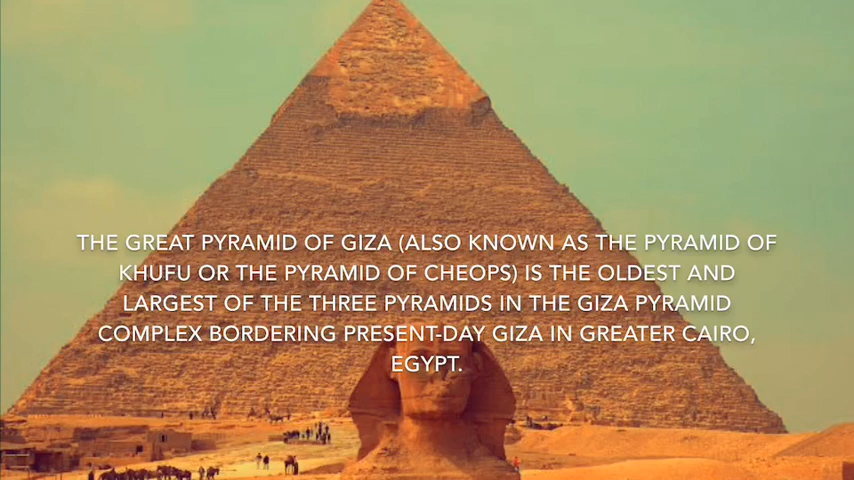 THE GREAT PYRAMID OF GIZA (ALSO KNOWN AS THE PYRAMID OF
KHUFU OR THE PYRAMID OF CHEOPS) IS THE OLDEST AND
LARGEST OF THE THREE PYRAMIDS IN THE GIZA PYRAMID
COMPLEX BORDERING PRESENT-DAY GIZA IN GREATER CAIRO,
EGYPT.